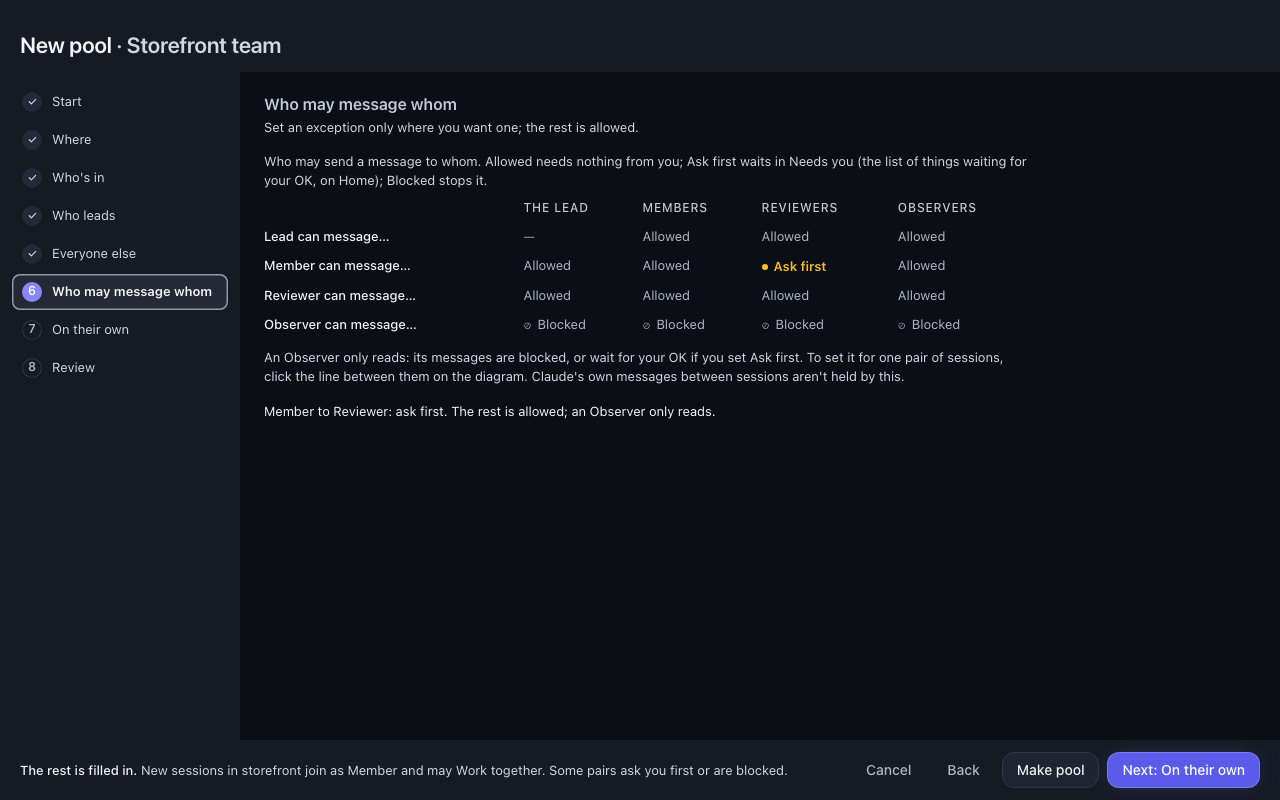 New pool · Storefront team
Start
Where
Who's in
Who leads
Everyone else
6 Who may message whom
7 On their own
8 Review
Who may message whom
Set an exception only where you want one; the rest is allowed.
Who may send a message to whom. Allowed needs nothing from you; Ask first waits in Needs you (the list of things waiting for
your OK, on Home); Blocked stops it.
THE LEAD MEMBERS REVIEWERS OBSERVERS
Lead can message... — Allowed Allowed Allowed
Member can message... Allowed Allowed Ask first Allowed
Reviewer can message... Allowed Allowed Allowed Allowed
Observer can message... Blocked Blocked Blocked Blocked
An Observer only reads: its messages are blocked, or wait for your OK if you set Ask first. To set it for one pair of sessions,
click the line between them on the diagram. Claude's own messages between sessions aren't held by this.
Member to Reviewer: ask first. The rest is allowed; an Observer only reads.
The rest is filled in. New sessions in storefront join as Member and may Work together. Some pairs ask you first or are blocked.
Cancel Back Make pool Next: On their own